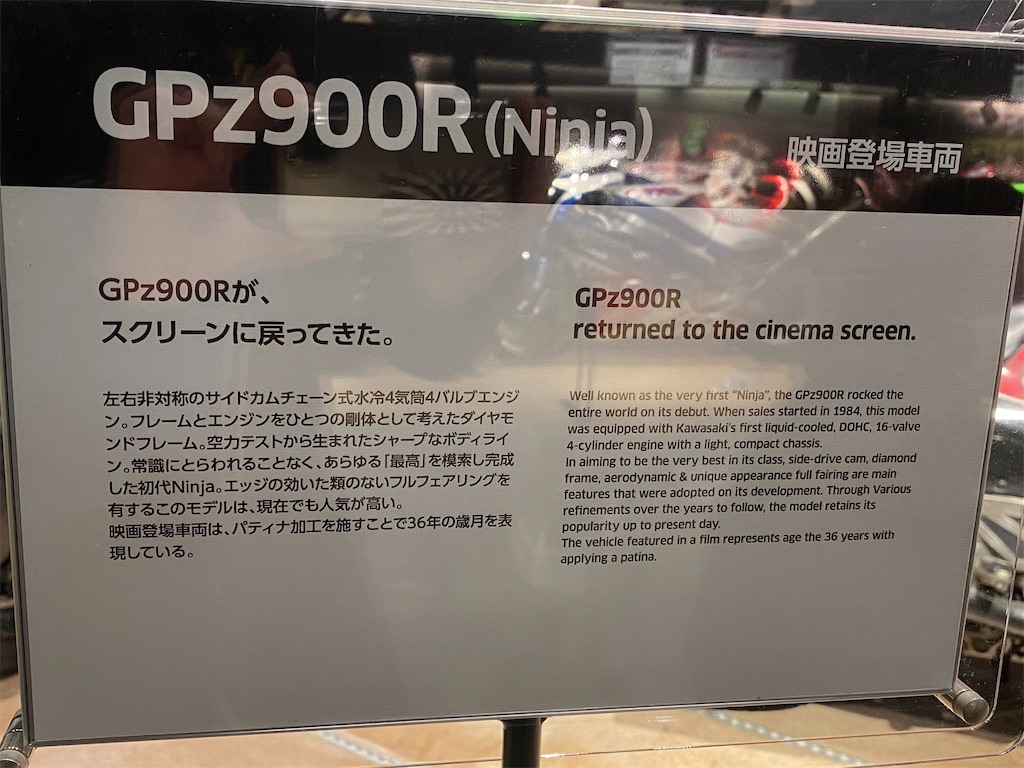 GPz900R (Ninja)
映画登場車両
GPz900Rが、
スクリーンに戻ってきた。
左右非対称のサイドカムチェーン式水冷4気筒4バルブエンジ
ン。フレームとエンジンをひとつの剛体として考えたダイヤモ
ンドフレーム。空力テストから生まれたシャープなボディライ
ン。常識にとらわれることなく、あらゆる「最高」を模索し完成
した初代Ninja。エッジの効いた類のないフルフェアリングを
有するこのモデルは、現在でも人気が高い。
映画登場車両は、パティナ加工を施すことで36年の歳月を表
現している。
GPz900R
returned to the cinema screen.
Well known as the very first “Ninja”, the GPz900R rocked the
entire world on its debut. When sales started in 1984, this model
was equipped with Kawasaki’s first liquid-cooled, DOHC, 16-valve
4-cylinder engine with a light, compact chassis.
In aiming to be the very best in its class, side-drive cam, diamond
frame, aerodynamic & unique appearance full fairing are main
features that were adopted on its development. Through Various
refinements over the years to follow, the model retains its
popularity up to present day.
The vehicle featured in a film represents age the 36 years with
applying a patina.